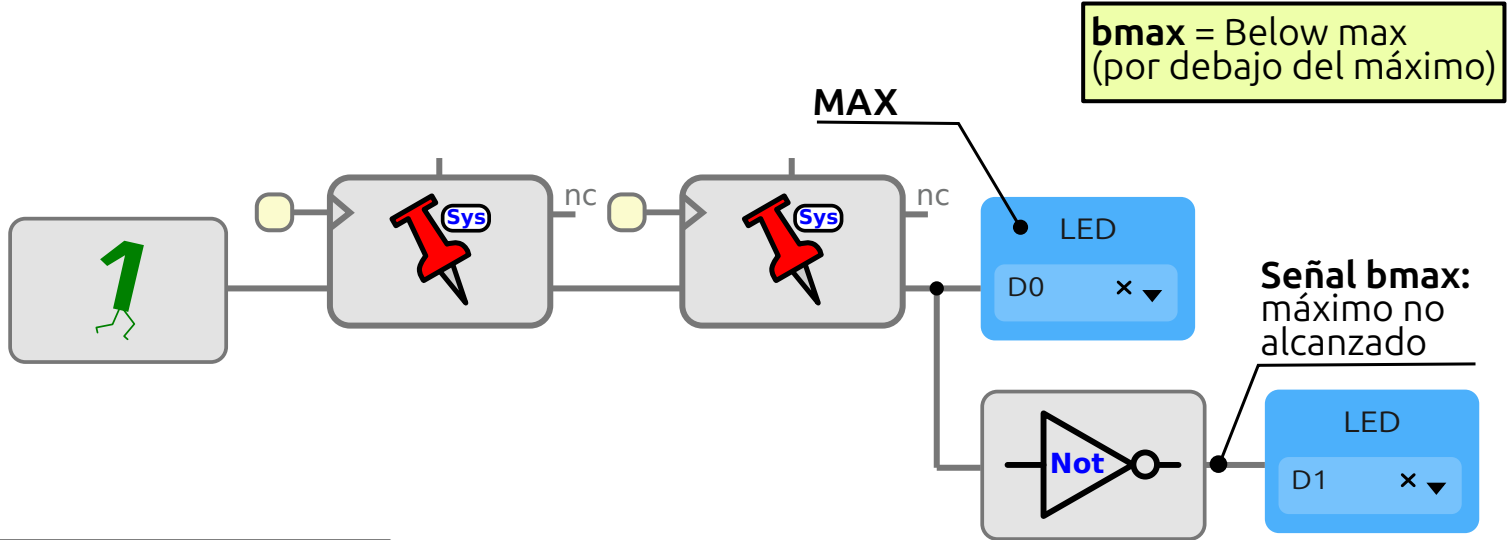 bmax = Below max
(por debajo del máximo)
MAX
nc
nc
Sys
Sys
LED
1
D0 ×
Señal bmax:
máximo no
alcanzado
LED
Not
D1 ×